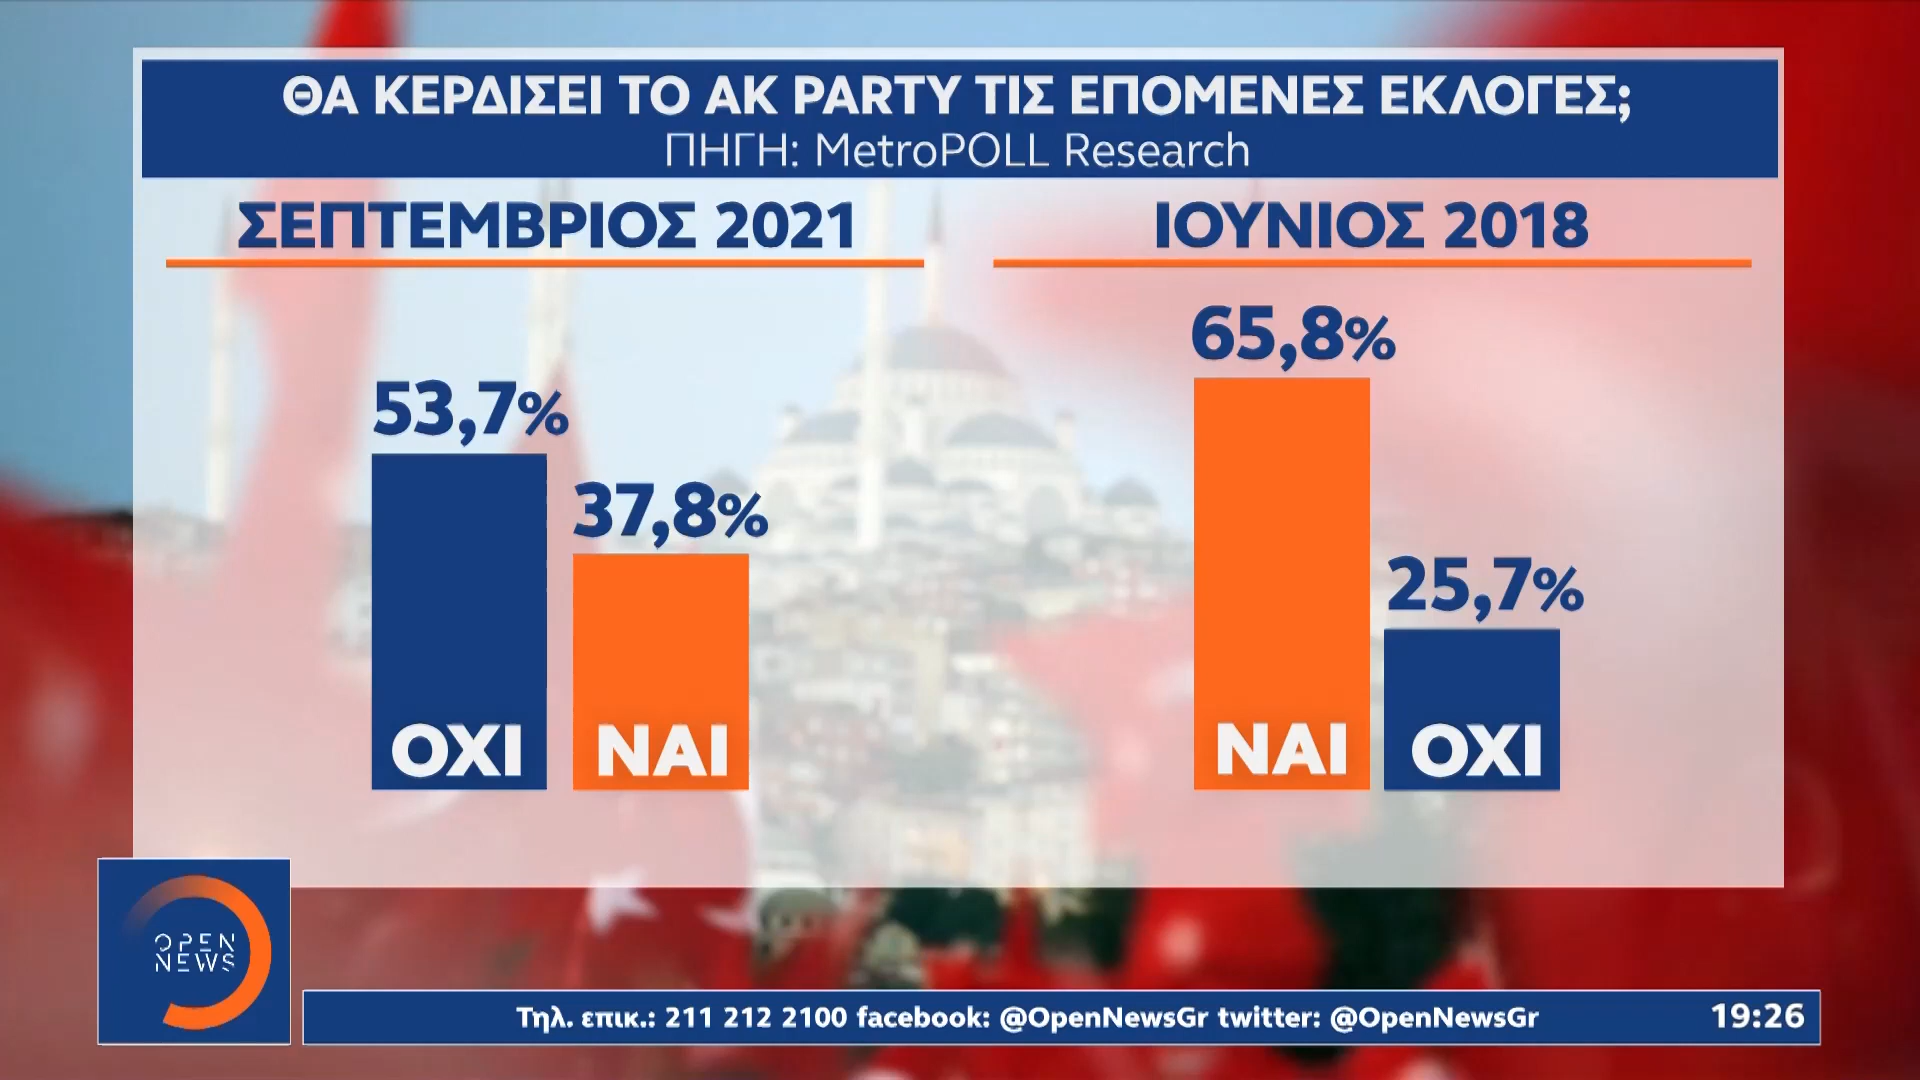 ΘΑ ΚΕΡΔΙΣΕΙ ΤΟ AK PARTY ΤΙΣ ΕΠΟΜΕΝΕΣ ΕΚΛΟΓΕΣ;
ΠΗΓΗ: MetroPOLL Research
ΣΕΠΤΕΜΒΡΙΟΣ 2021
53,7%
37,8%
ΟΧΙ
ΝΑΙ
ΙΟΥΝΙΟΣ 2018
65,8%
25,7%
ΝΑΙ
ΟΧΙ
OPEN
NEWS
Τηλ. επικ.: 211 212 2100 facebook: @OpenNewsGr twitter: @OpenNewsGr
19:26